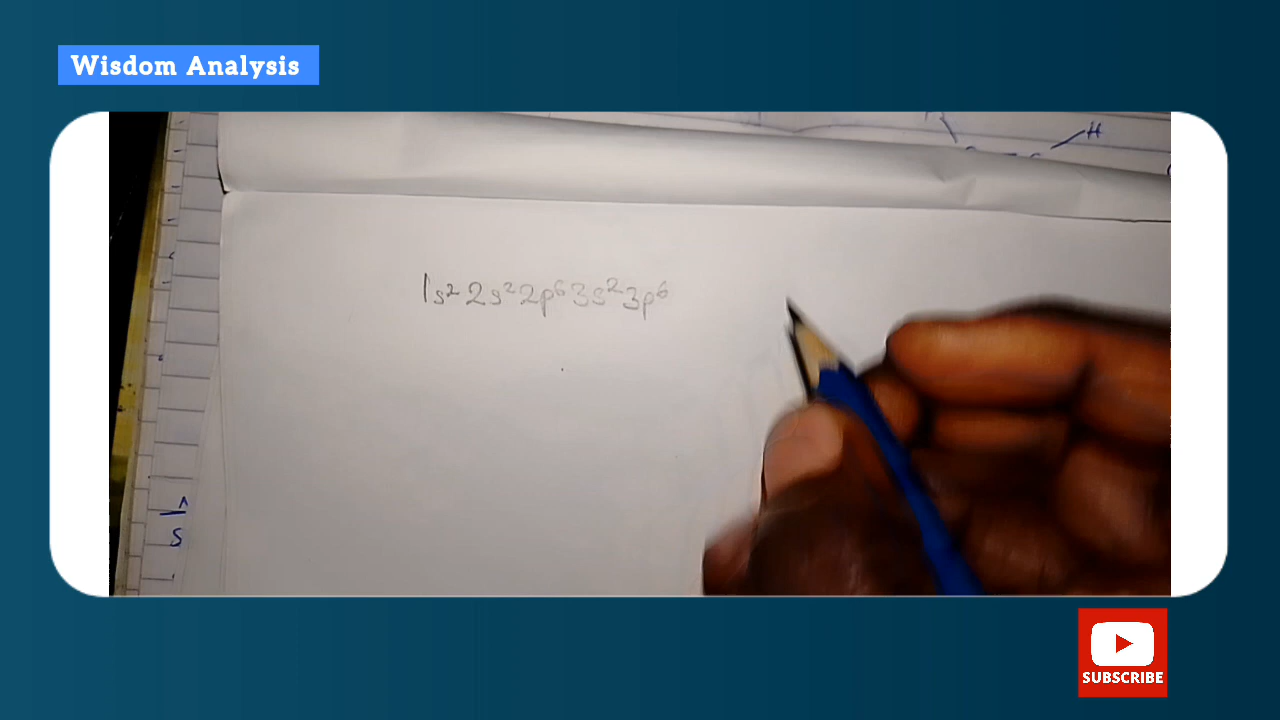 Wisdom Analysis
H
1s² 2s² 2p⁶ 3s² 3p⁶
S
SUBSCRIBE